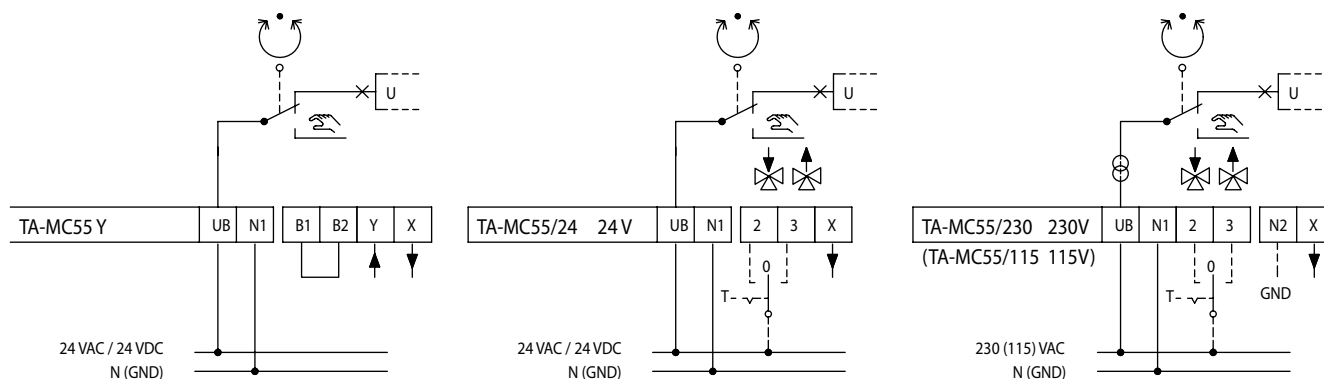 U
U
U
TA-MC55 Y UB N1 B1 B2 Y X
TA-MC55/24 24 V UB N1 2 3 X
TA-MC55/230 230V UB N1 2 3 N2 X
(TA-MC55/115 115V)
0
0
T
T
GND
24 VAC / 24 VDC
24 VAC / 24 VDC
230 (115) VAC
N (GND)
N (GND)
N (GND)